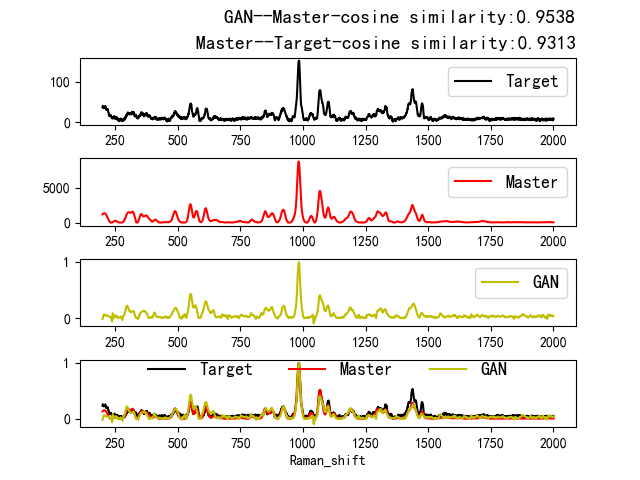 GAN--Master-cosine similarity:0.9538
Master--Target-cosine similarity:0.9313
100
0
Target
250 500 750 1000 1250 1500 1750 2000
5000
0
Master
250 500 750 1000 1250 1500 1750 2000
1
0
GAN
250 500 750 1000 1250 1500 1750 2000
1
0
Target Master GAN
250 500 750 1000 1250 1500 1750 2000
Raman_shift